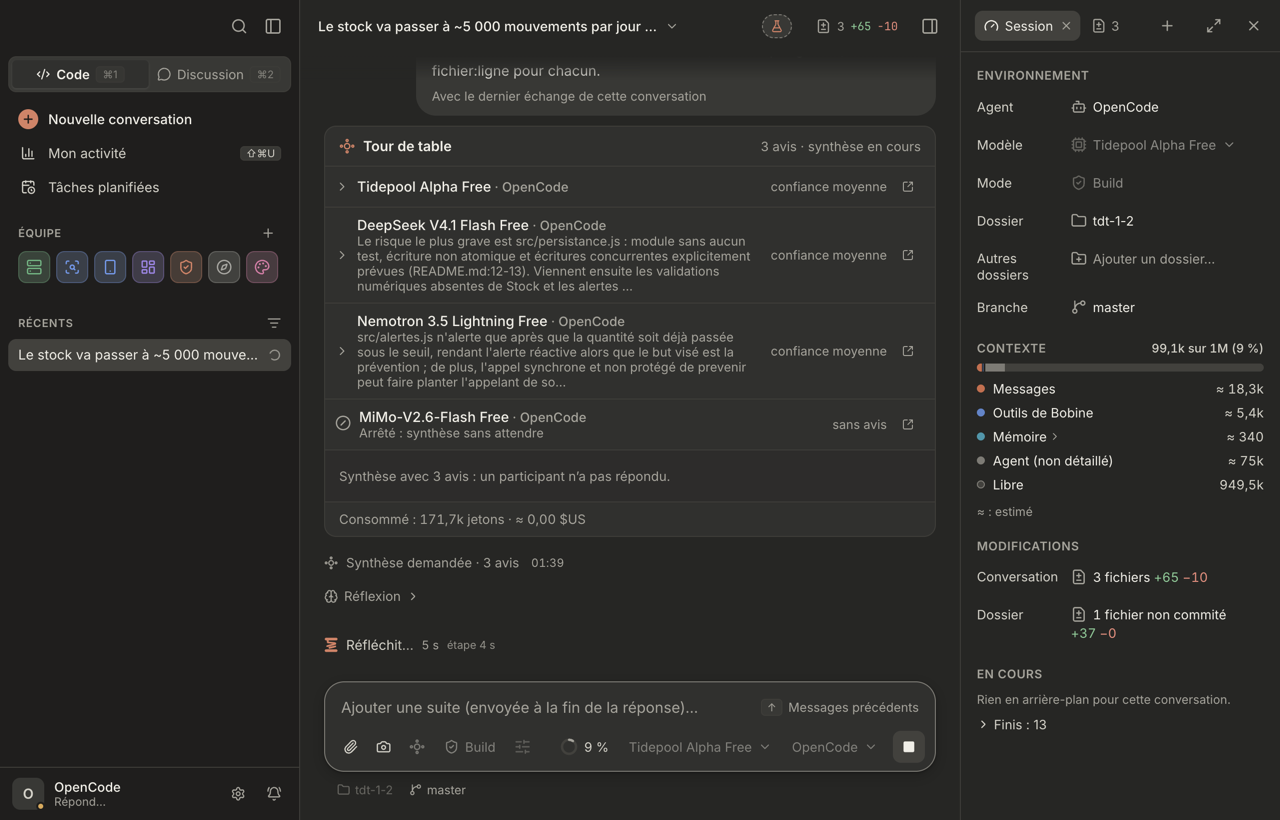 Code ⌘1
Discussion ⌘2
Nouvelle conversation
Mon activité ⇧⌘U
Tâches planifiées
ÉQUIPE
RÉCENTS
Le stock va passer à ~5 000 mouve...
O
OpenCode
Répond...
Le stock va passer à ~5 000 mouvements par jour ...
3 +65 -10
fichier:ligne pour chacun.
Avec le dernier échange de cette conversation
Tour de table
3 avis · synthèse en cours
Tidepool Alpha Free · OpenCode
confiance moyenne
DeepSeek V4.1 Flash Free · OpenCode
Le risque le plus grave est src/persistance.js : module sans aucun
test, écriture non atomique et écritures concurrentes explicitement
prévues (README.md:12-13). Viennent ensuite les validations
numériques absentes de Stock et les alertes ...
confiance moyenne
Nemotron 3.5 Lightning Free · OpenCode
src/alertes.js n'alerte que après que la quantité soit déjà passée
sous le seuil, rendant l'alerte réactive alors que le but visé est la
prévention ; de plus, l'appel synchrone et non protégé de prevenir
peut faire planter l'appelant de so...
confiance moyenne
MiMo-V2.6-Flash Free · OpenCode
Arrêté : synthèse sans attendre
sans avis
Synthèse avec 3 avis : un participant n’a pas répondu.
Consommé : 171,7k jetons · ≈ 0,00 $US
Synthèse demandée · 3 avis 01:39
Réflexion
Réfléchit... 5 s étape 4 s
Ajouter une suite (envoyée à la fin de la réponse)...
Messages précédents
Build
9 %
Tidepool Alpha Free
OpenCode
tdt-1-2
master
Session
3
ENVIRONNEMENT
Agent OpenCode
Modèle Tidepool Alpha Free
Mode Build
Dossier tdt-1-2
Autres
dossiers
Ajouter un dossier...
Branche master
CONTEXTE 99,1k sur 1M (9 %)
Messages ≈ 18,3k
Outils de Bobine ≈ 5,4k
Mémoire ≈ 340
Agent (non détaillé) ≈ 75k
Libre 949,5k
≈ : estimé
MODIFICATIONS
Conversation 3 fichiers +65 −10
Dossier 1 fichier non commité
+37 −0
EN COURS
Rien en arrière-plan pour cette conversation.
Finis : 13